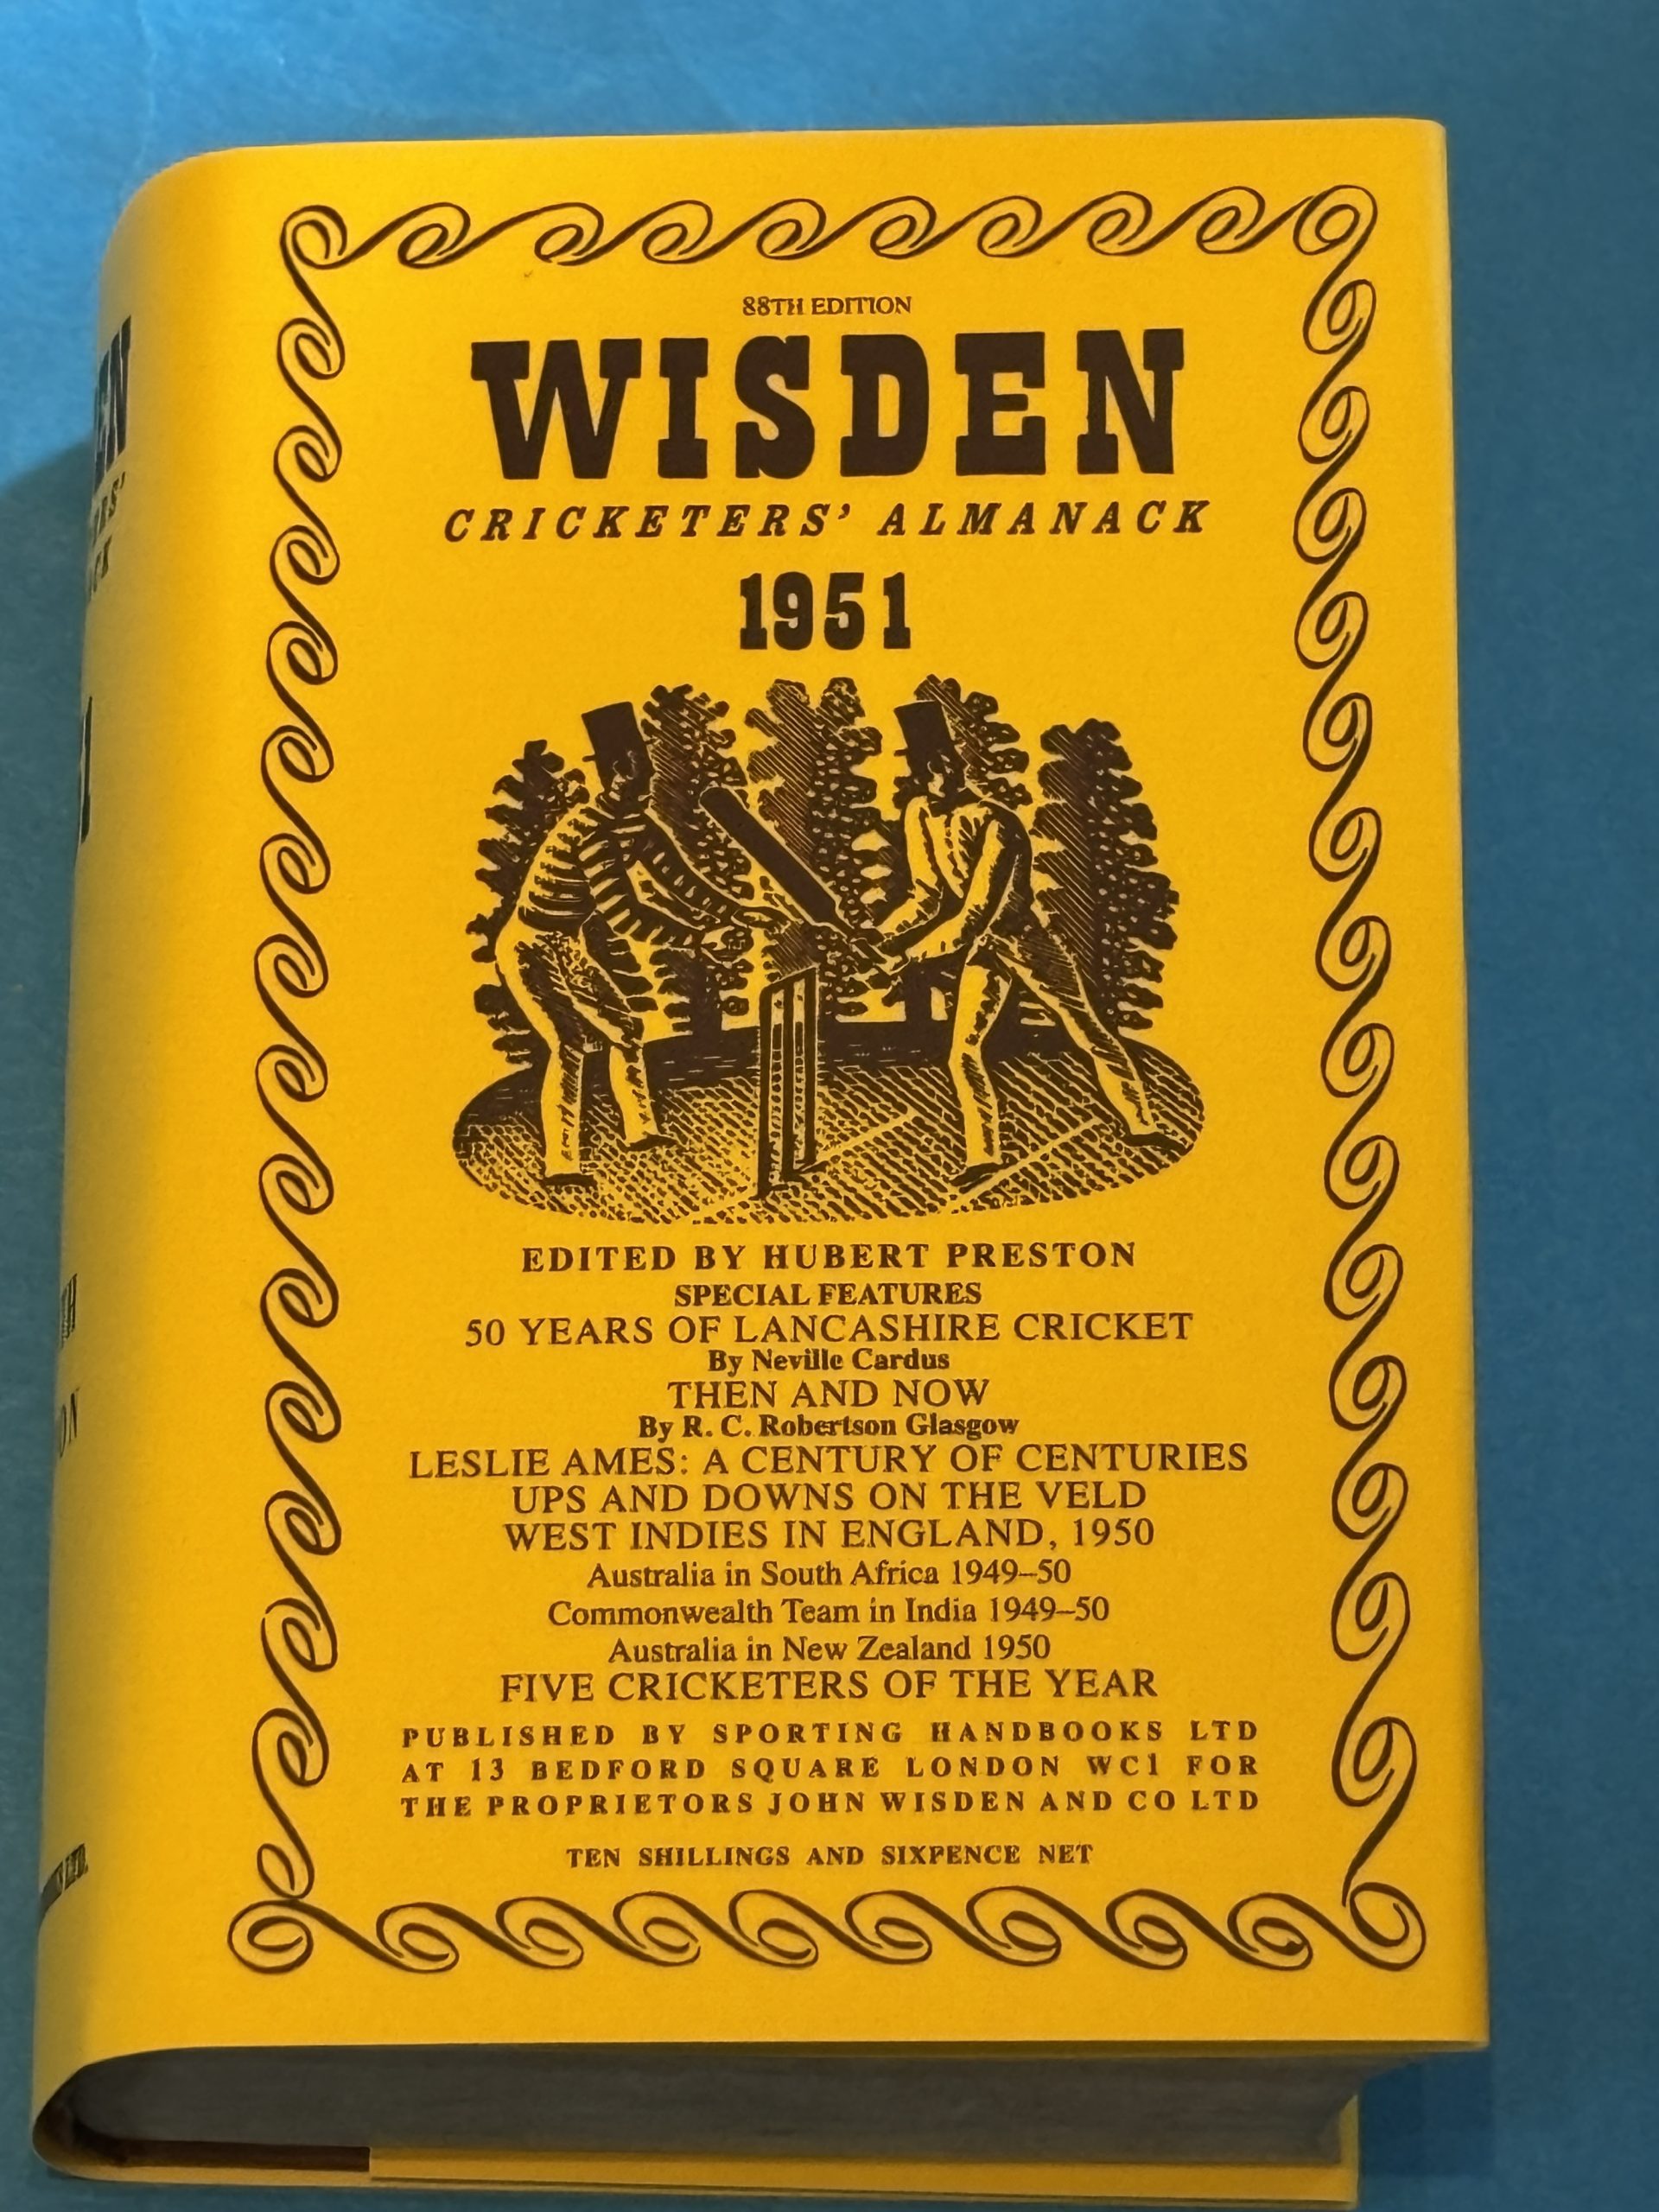 88TH EDITION
WISDEN
CRICKETERS' ALMANACK
1951
EDITED BY HUBERT PRESTON
SPECIAL FEATURES
50 YEARS OF LANCASHIRE CRICKET
By Neville Cardus
THEN AND NOW
By R. C. Robertson Glasgow
LESLIE AMES: A CENTURY OF CENTURIES
UPS AND DOWNS ON THE VELD
WEST INDIES IN ENGLAND, 1950
Australia in South Africa 1949–50
Commonwealth Team in India 1949–50
Australia in New Zealand 1950
FIVE CRICKETERS OF THE YEAR
PUBLISHED BY SPORTING HANDBOOKS LTD
AT 13 BEDFORD SQUARE LONDON WC1 FOR
THE PROPRIETORS JOHN WISDEN AND CO LTD
TEN SHILLINGS AND SIXPENCE NET